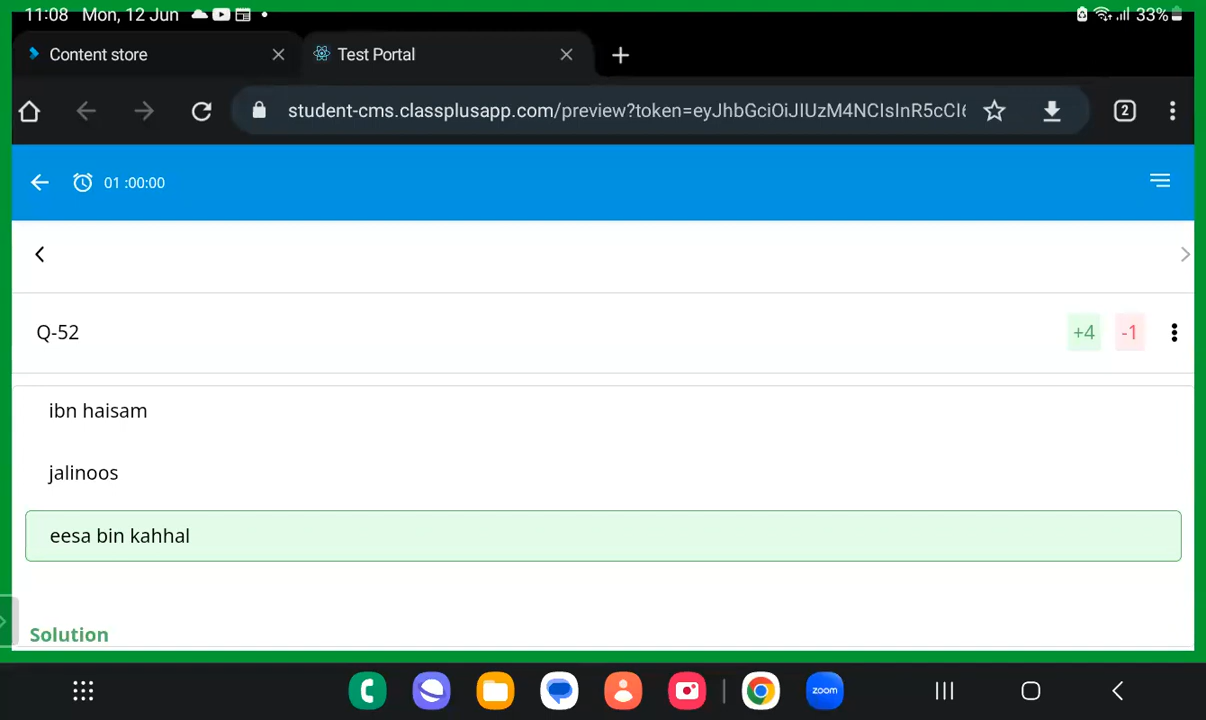 11:08 Mon, 12 Jun 33%
Content store Test Portal
student-cms.classplusapp.com/preview?token=eyJhbGciOiJIUzM4NCIsInR5cCI6
2
01 :00:00
Q-52 +4 -1
ibn haisam
jalinoos
eesa bin kahhal
Solution
zoom